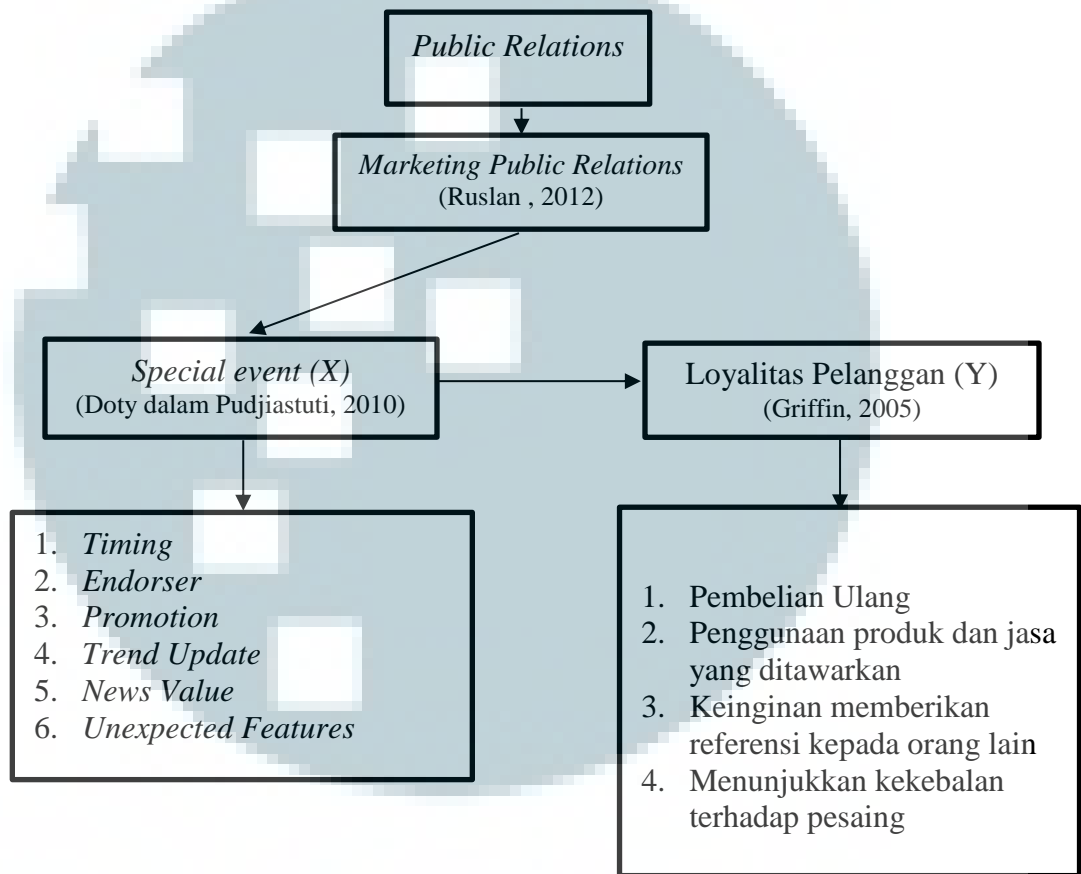 Public Relations
Marketing Public Relations
(Ruslan , 2012)
Special event (X)
(Doty dalam Pudjiastuti, 2010)
Loyalitas Pelanggan (Y)
(Griffin, 2005)
1. Timing
2. Endorser
3. Promotion
4. Trend Update
5. News Value
6. Unexpected Features
1. Pembelian Ulang
2. Penggunaan produk dan jasa
yang ditawarkan
3. Keinginan memberikan
referensi kepada orang lain
4. Menunjukkan kekebalan
terhadap pesaing